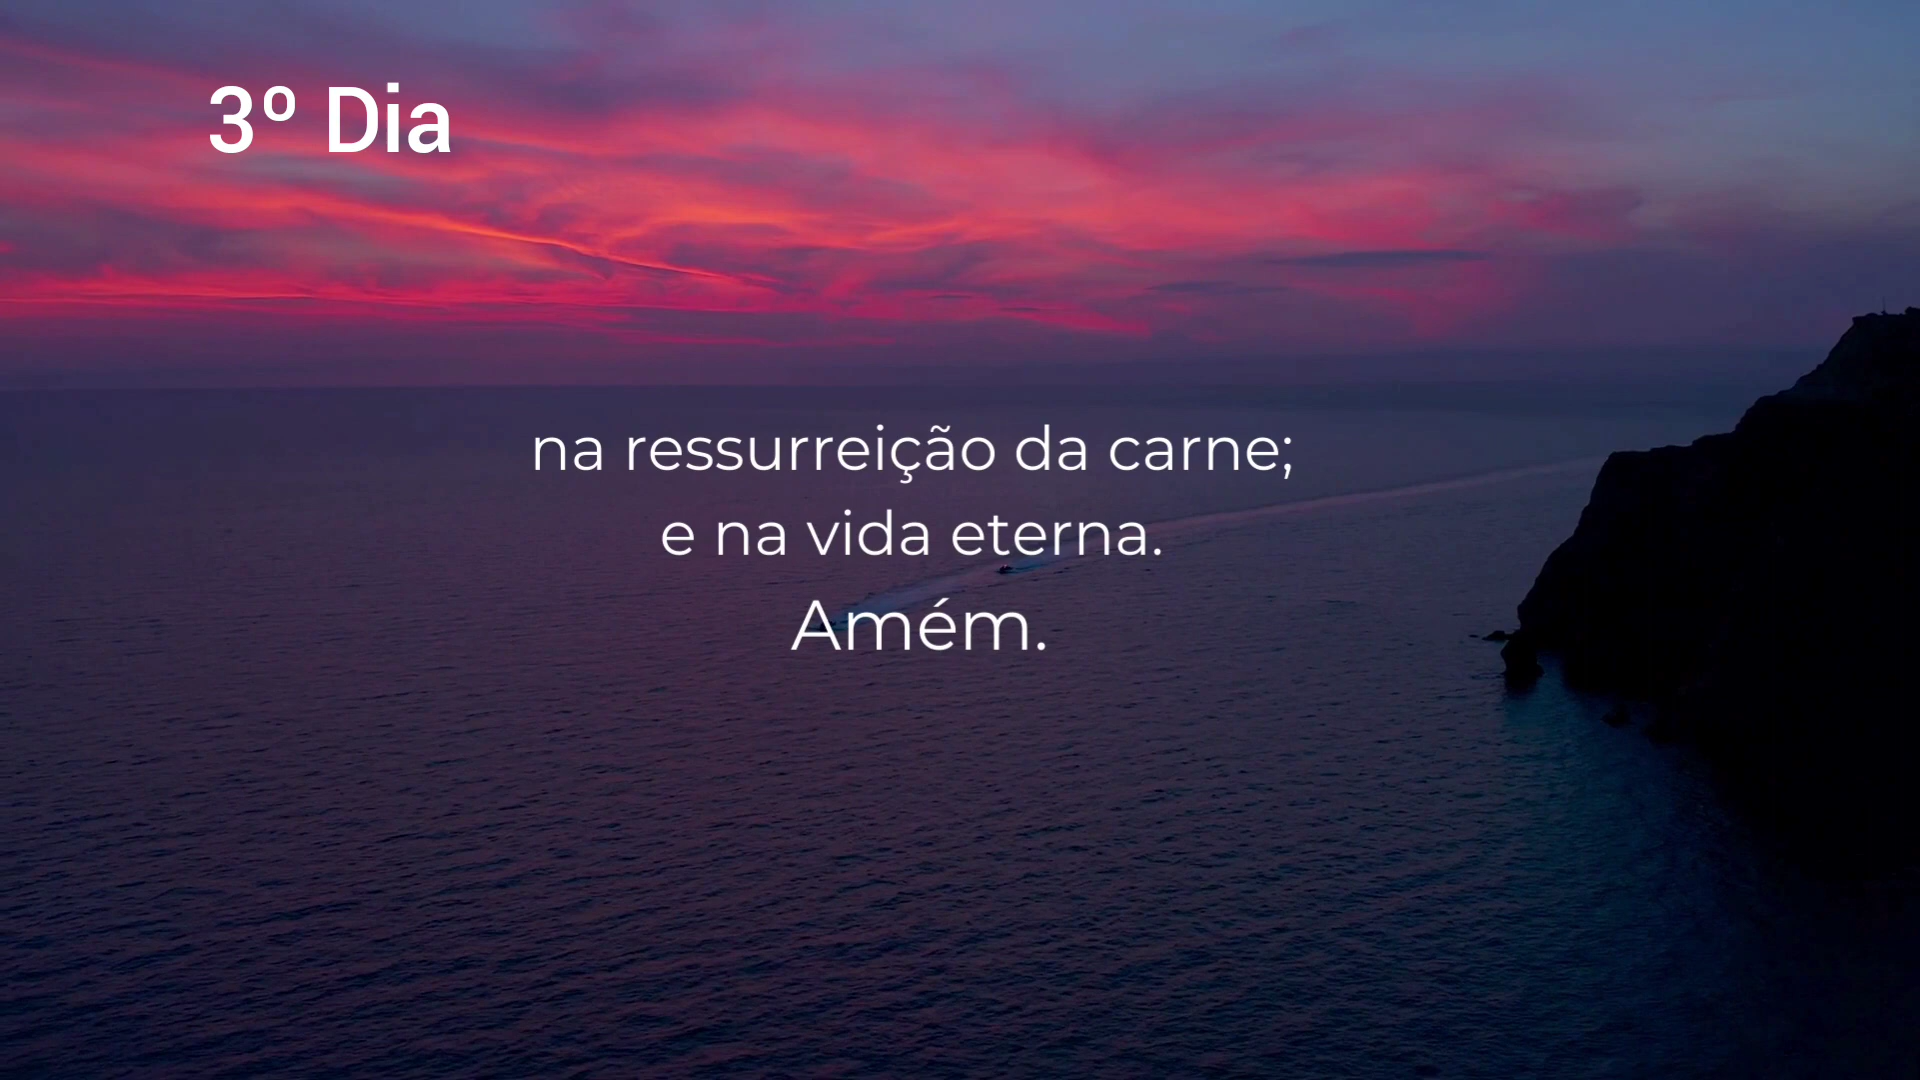 3º Dia
na ressurreição da carne;
e na vida eterna.
Amém.